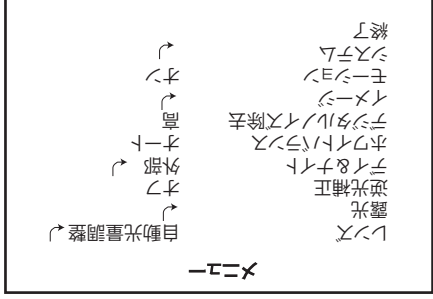 メニュー
レンズ 自動光量調整 ↲
露光 ↲
逆光補正 オフ
デイ&ナイト 外部 ↲
ホワイトバランス オート
デジタルノイズ除去 高
イメージ ↲
モーション オン
システム ↲
終了